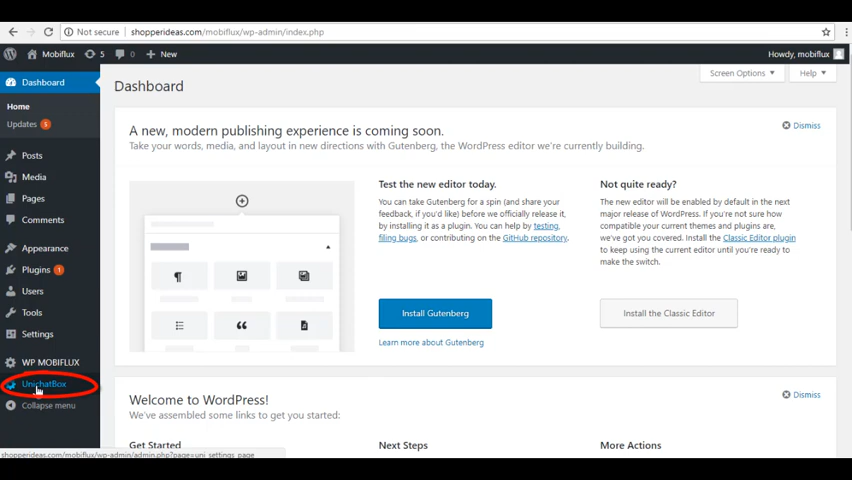 Not secure | shopperideas.com/mobiflux/wp-admin/index.php
Mobiflux 5 0 New Howdy, mobiflux
Dashboard
Home
Updates 5
Posts
Media
Pages
Comments
Appearance
Plugins 1
Users
Tools
Settings
WP MOBIFLUX
UnichatBox
Collapse menu
Screen Options Help
Dashboard
A new, modern publishing experience is coming soon.
Dismiss
Take your words, media, and layout in new directions with Gutenberg, the WordPress editor we're currently building.
Test the new editor today.
You can take Gutenberg for a spin (and share your
feedback, if you'd like) before we officially release it,
by installing it as a plugin. You can help by testing,
filing bugs, or contributing on the GitHub repository.
Install Gutenberg
Learn more about Gutenberg
Not quite ready?
The new editor will be enabled by default in the next
major release of WordPress. If you're not sure how
compatible your current themes and plugins are,
we've got you covered. Install the Classic Editor plugin
to keep using the current editor until you're ready to
make the switch.
Install the Classic Editor
Welcome to WordPress!
Dismiss
We've assembled some links to get you started:
Get Started
Next Steps
More Actions
shopperideas.com/mobiflux/wp-admin/admin.php?page=uni_settings_page